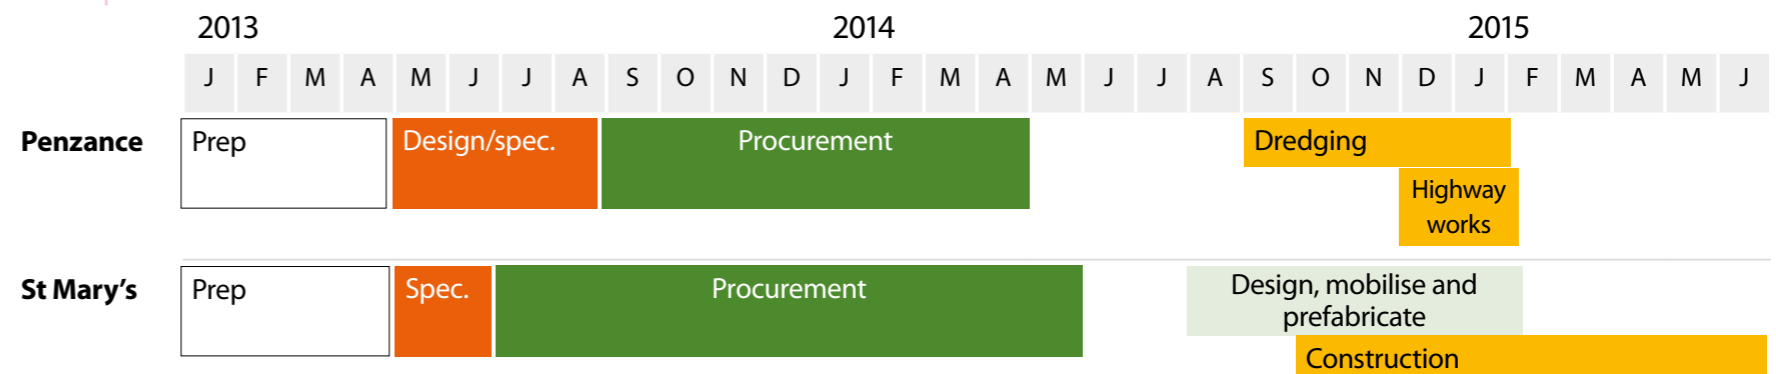 2013 2014 2015
J F M A M J J A S O N D J F M A M J J A S O N D J F M A M J
Penzance Prep Design/spec. Procurement Dredging
Highway
works
St Mary’s Prep Spec. Procurement Design, mobilise and
prefabricate
Construction